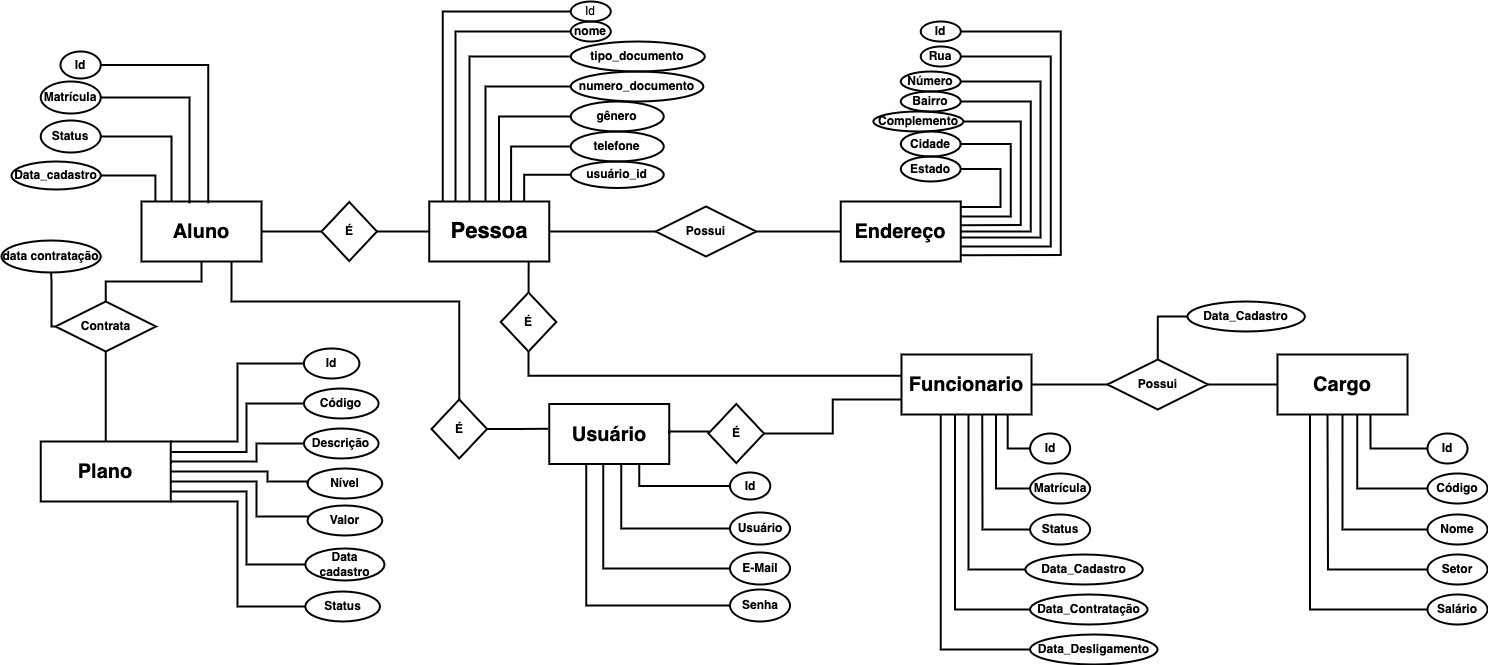 Id
nome
tipo_documento
numero_documento
gênero
telefone
usuário_id
Id
Rua
Número
Bairro
Complemento
Cidade
Estado
Id
Matrícula
Status
Data_cadastro
Aluno
É
Pessoa
Possui
Endereço
data contratação
Contrata
É
Data_Cadastro
Funcionario
Possui
Cargo
Id
Código
Descrição
Nível
Valor
Data
cadastro
Status
Plano
É
Usuário
É
Id
Usuário
E-Mail
Senha
Id
Matrícula
Status
Data_Cadastro
Data_Contratação
Data_Desligamento
Id
Código
Nome
Setor
Salário